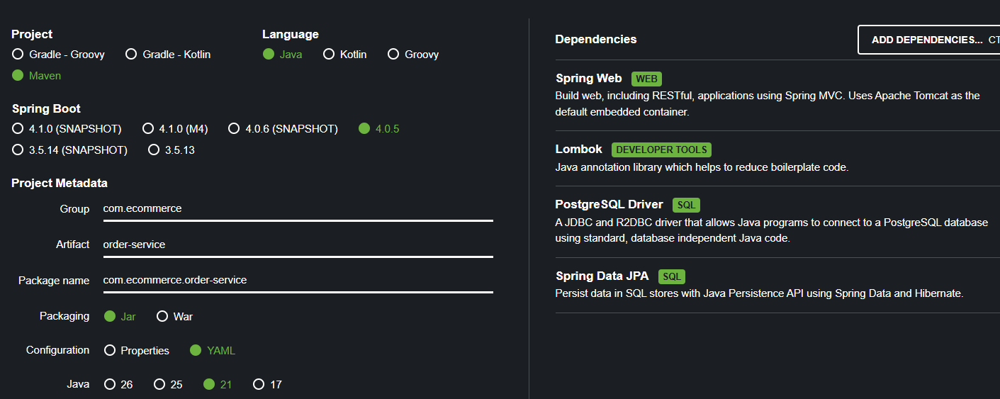 Project
Gradle - Groovy Gradle - Kotlin
Maven
Language
Java Kotlin Groovy
Spring Boot
4.1.0 (SNAPSHOT) 4.1.0 (M4) 4.0.6 (SNAPSHOT) 4.0.5
3.5.14 (SNAPSHOT) 3.5.13
Project Metadata
Group com.ecommerce
Artifact order-service
Package name com.ecommerce.order-service
Packaging Jar War
Configuration Properties YAML
Java 26 25 21 17
Dependencies
ADD DEPENDENCIES... CT
Spring Web WEB
Build web, including RESTful, applications using Spring MVC. Uses Apache Tomcat as the
default embedded container.
Lombok DEVELOPER TOOLS
Java annotation library which helps to reduce boilerplate code.
PostgreSQL Driver SQL
A JDBC and R2DBC driver that allows Java programs to connect to a PostgreSQL database
using standard, database independent Java code.
Spring Data JPA SQL
Persist data in SQL stores with Java Persistence API using Spring Data and Hibernate.